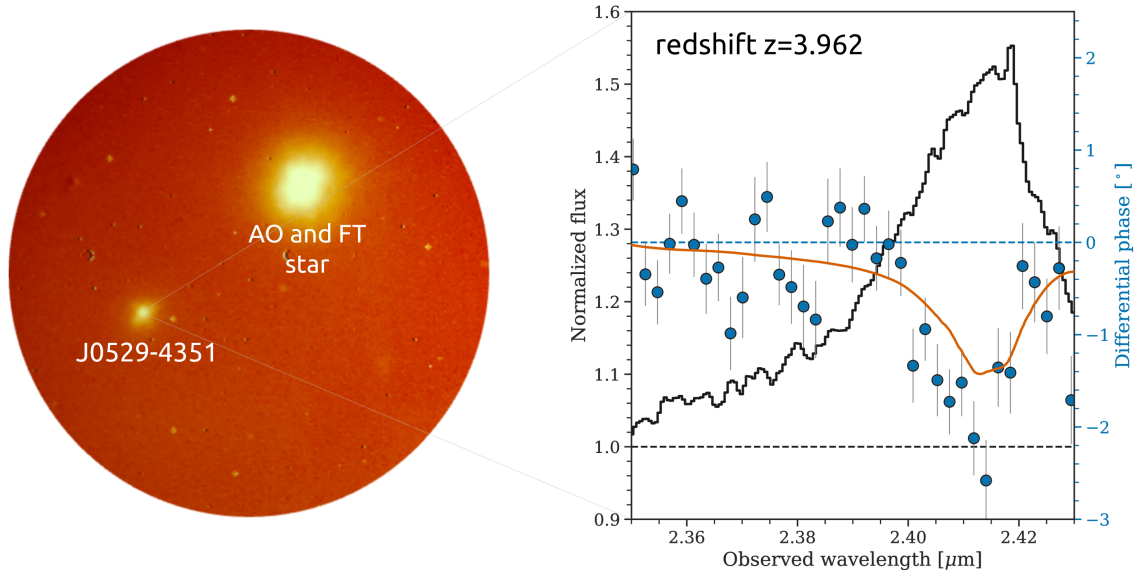 AO and FT
star
J0529-4351
redshift z=3.962
Normalized flux
1.6
1.5
1.4
1.3
1.2
1.1
1.0
0.9
2.36
2.38
2.40
2.42
Observed wavelength [μm]
2
1
0
−1
−2
−3
Differential phase [°]